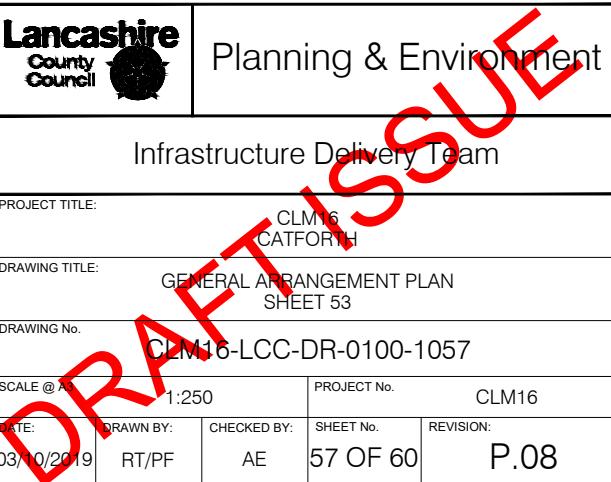 Lancashire
County
Council
Planning & Environment
Infrastructure Delivery Team
PROJECT TITLE:
CLM16
CATFORTH
DRAWING TITLE:
GENERAL ARRANGEMENT PLAN
SHEET 53
DRAWING No.
CLM16-LCC-DR-0100-1057
SCALE @ A3
1:250
PROJECT No.
CLM16
DATE:
DRAWN BY:
CHECKED BY:
SHEET No.
REVISION:
03/10/2019
RT/PF
AE
57 OF 60
P.08
DRAFT ISSUE